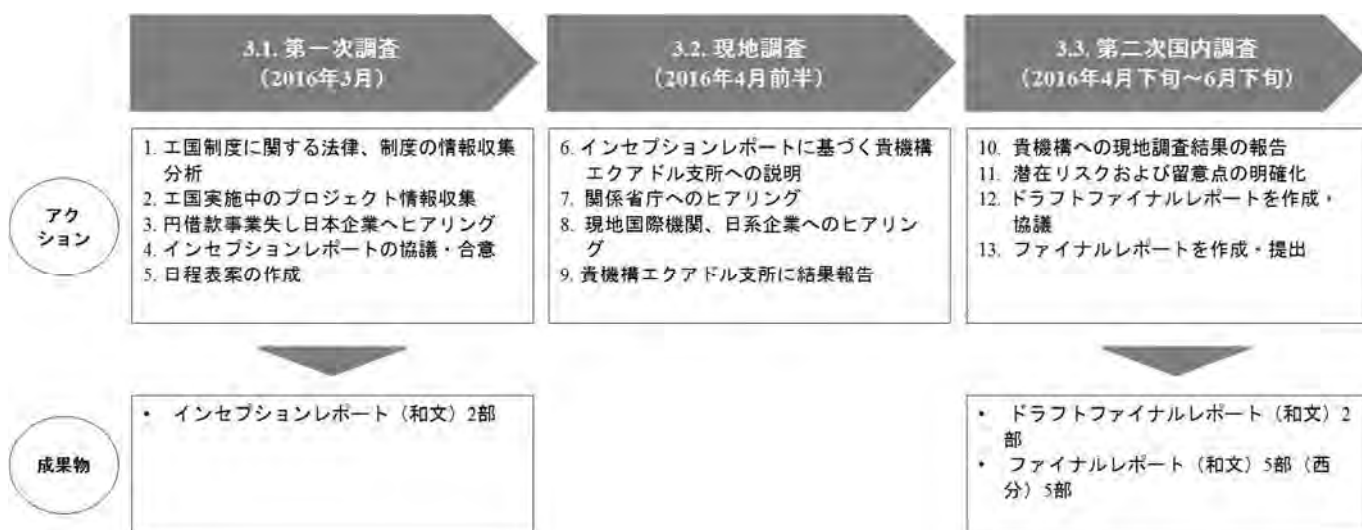 3.1. 第一次調査
（2016年3月）
3.2. 現地調査
（2016年4月前半）
3.3. 第二次国内調査
（2016年4月下旬～6月下旬）
アク
ション
1. エ国制度に関する法律、制度の情報収集
分析
2. エ国実施中のプロジェクト情報収集
3. 円借款事業失し日本企業へヒアリング
4. インセプションレポートの協議・合意
5. 日程表案の作成
6. インセプションレポートに基づく貴機構
エクアドル支所への説明
7. 関係省庁へのヒアリング
8. 現地国際機関、日系企業へのヒアリン
グ
9. 貴機構エクアドル支所に結果報告
10. 貴機構への現地調査結果の報告
11. 潜在リスクおよび留意点の明確化
12. ドラフトファイナルレポートを作成・
協議
13. ファイナルレポートを作成・提出
成果物
• インセプションレポート（和文）2部
• ドラフトファイナルレポート（和文）2
部
• ファイナルレポート（和文）5部（西
分）5部